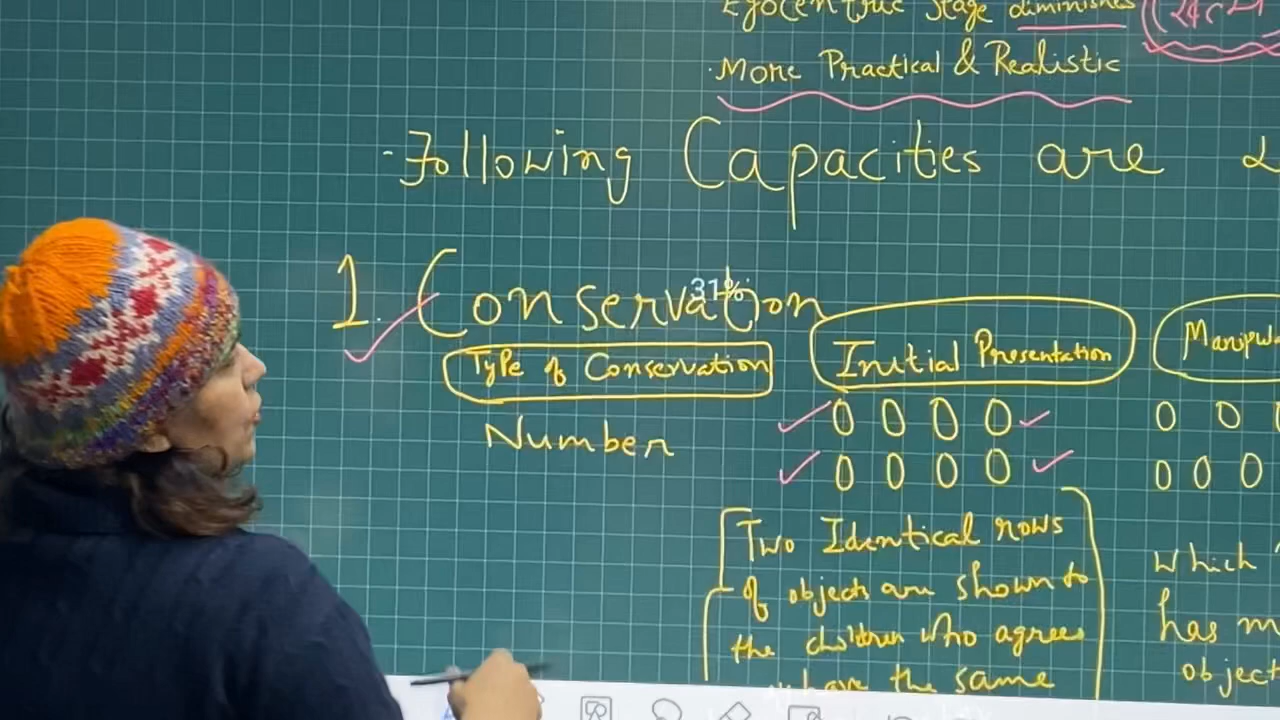 Egocentric Stage diminishes
.More Practical & Realistic
-Following Capacities are
1. Conservation
31%
Type of Conservation
Initial Presentation
Number
0 0 0 0
0 0 0
0 0 0 0
0 0 0
Two Identical rows
of objects are shown to
the children who agrees
have the same
which
has m
object